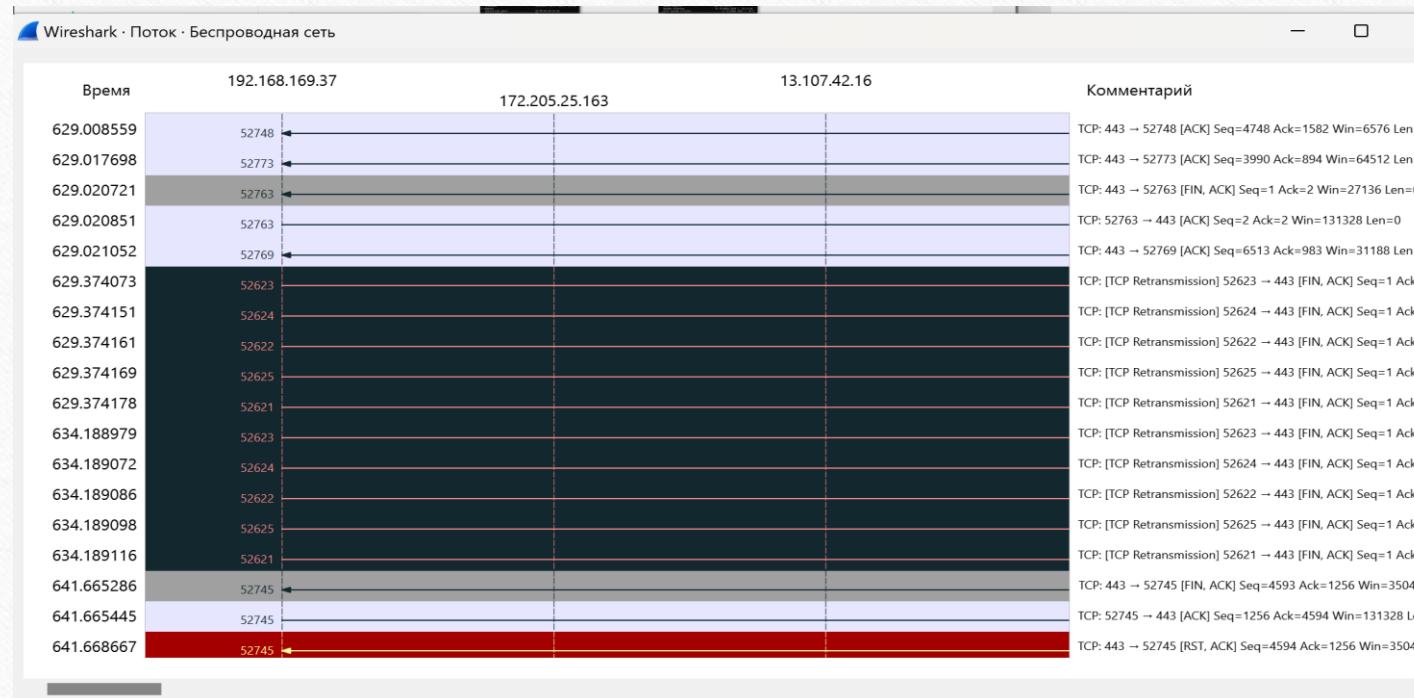 Wireshark · Поток · Беспроводная сеть
Время 192.168.169.37 172.205.25.163 13.107.42.16 Комментарий
629.008559 52748 TCP: 443 → 52748 [ACK] Seq=4748 Ack=1582 Win=6576 Len
629.017698 52773 TCP: 443 → 52773 [ACK] Seq=3990 Ack=894 Win=64512 Len
629.020721 52763 TCP: 443 → 52763 [FIN, ACK] Seq=1 Ack=2 Win=27136 Len=
629.020851 52763 TCP: 52763 → 443 [ACK] Seq=2 Ack=2 Win=131328 Len=0
629.021052 52769 TCP: 443 → 52769 [ACK] Seq=6513 Ack=983 Win=31188 Len
629.374073 52623 TCP: [TCP Retransmission] 52623 → 443 [FIN, ACK] Seq=1 Ack
629.374151 52624 TCP: [TCP Retransmission] 52624 → 443 [FIN, ACK] Seq=1 Ack
629.374161 52622 TCP: [TCP Retransmission] 52622 → 443 [FIN, ACK] Seq=1 Ack
629.374169 52625 TCP: [TCP Retransmission] 52625 → 443 [FIN, ACK] Seq=1 Ack
629.374178 52621 TCP: [TCP Retransmission] 52621 → 443 [FIN, ACK] Seq=1 Ack
634.188979 52623 TCP: [TCP Retransmission] 52623 → 443 [FIN, ACK] Seq=1 Ack
634.189072 52624 TCP: [TCP Retransmission] 52624 → 443 [FIN, ACK] Seq=1 Ack
634.189086 52622 TCP: [TCP Retransmission] 52622 → 443 [FIN, ACK] Seq=1 Ack
634.189098 52625 TCP: [TCP Retransmission] 52625 → 443 [FIN, ACK] Seq=1 Ack
634.189116 52621 TCP: [TCP Retransmission] 52621 → 443 [FIN, ACK] Seq=1 Ack
641.665286 52745 TCP: 443 → 52745 [FIN, ACK] Seq=4593 Ack=1256 Win=3504
641.665445 52745 TCP: 52745 → 443 [ACK] Seq=1256 Ack=4594 Win=131328 L
641.668667 52745 TCP: 443 → 52745 [RST, ACK] Seq=4594 Ack=1256 Win=3504